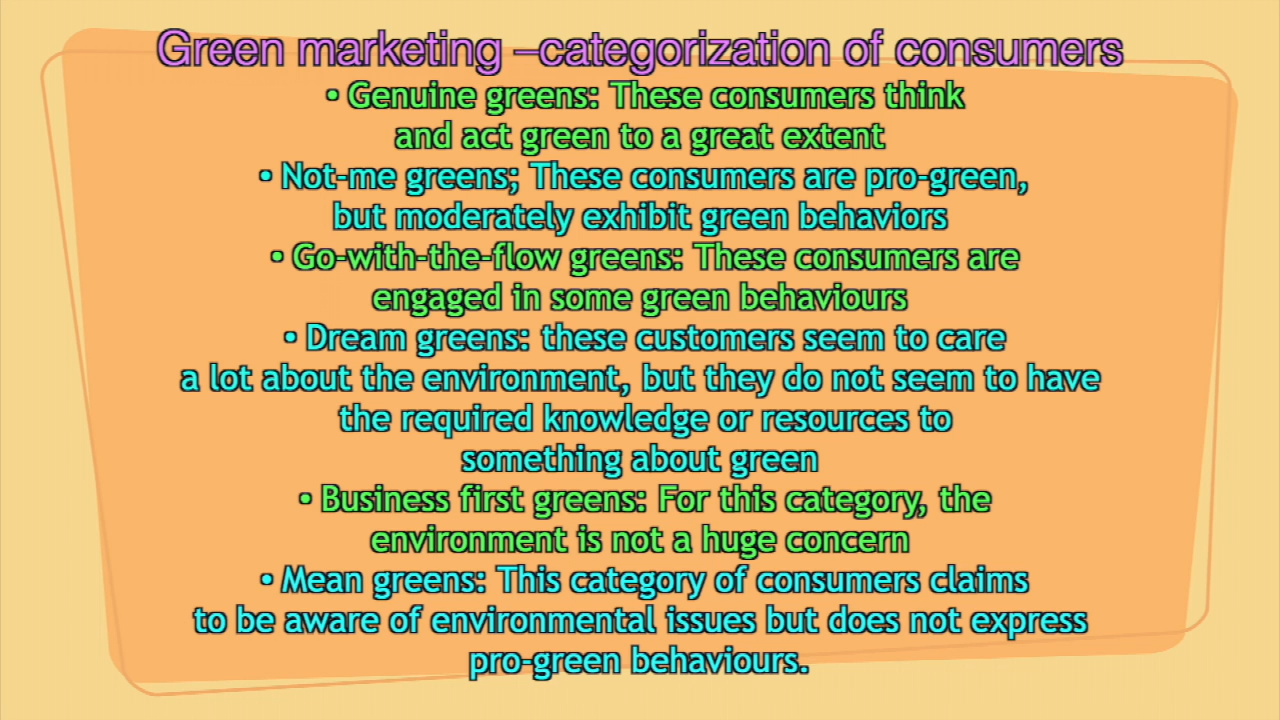 Green marketing –categorization of consumers
• Genuine greens: These consumers think
and act green to a great extent
• Not-me greens; These consumers are pro-green,
but moderately exhibit green behaviors
• Go-with-the-flow greens: These consumers are
engaged in some green behaviours
• Dream greens: these customers seem to care
a lot about the environment, but they do not seem to have
the required knowledge or resources to
something about green
• Business first greens: For this category, the
environment is not a huge concern
• Mean greens: This category of consumers claims
to be aware of environmental issues but does not express
pro-green behaviours.